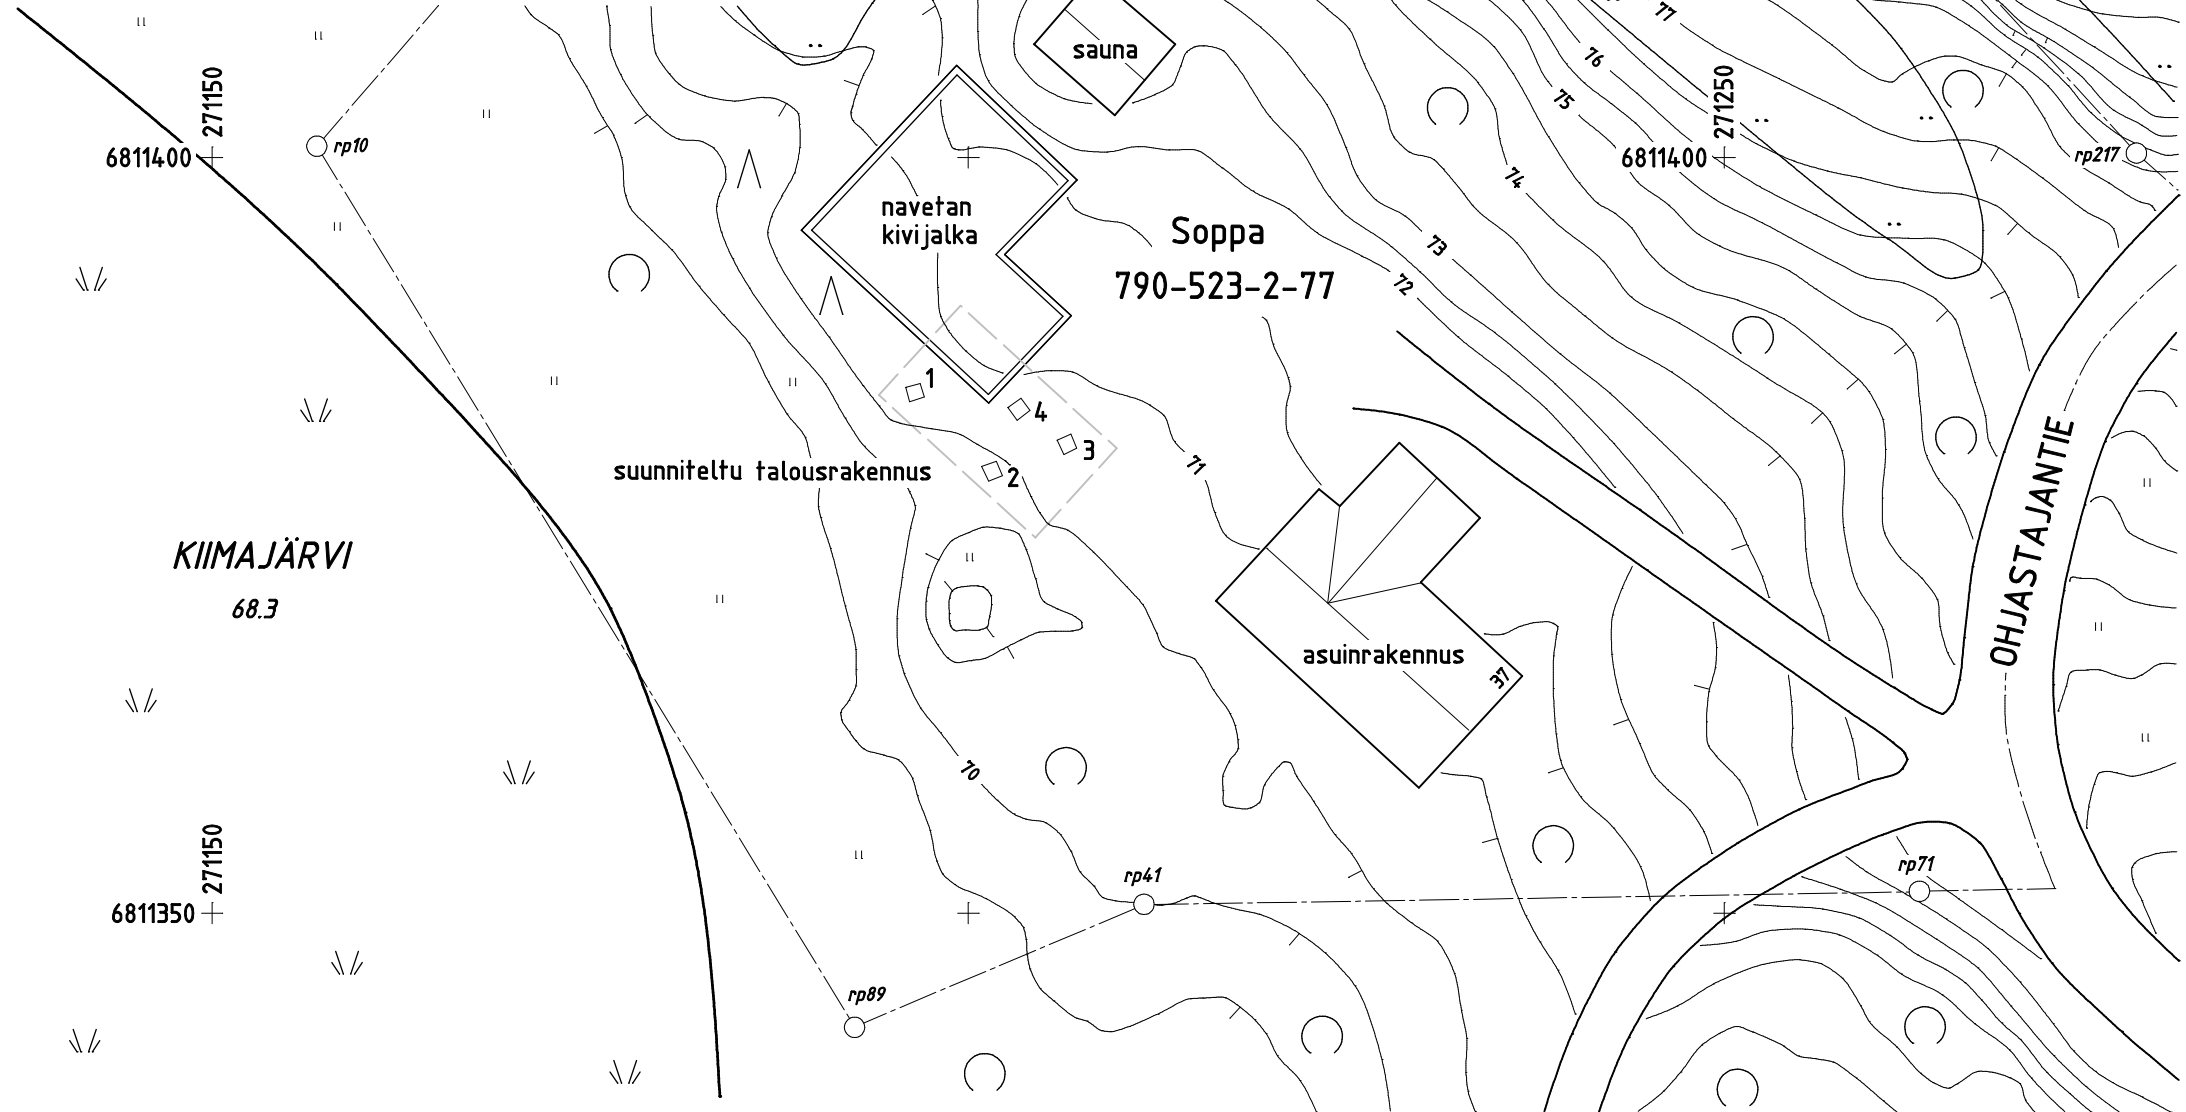 77
sauna
76
75
271150
271250
rp10
6811400
6811400
rp217
74
navetan
kivijalka
Soppa
73
790-523-2-77
72
1
4
3
2
71
suunniteltu talousrakennus
OHJASTAJANTIE
KIIMAJÄRVI
68.3
asuinrakennus
37
70
271150
rp41
rp71
6811350
rp89